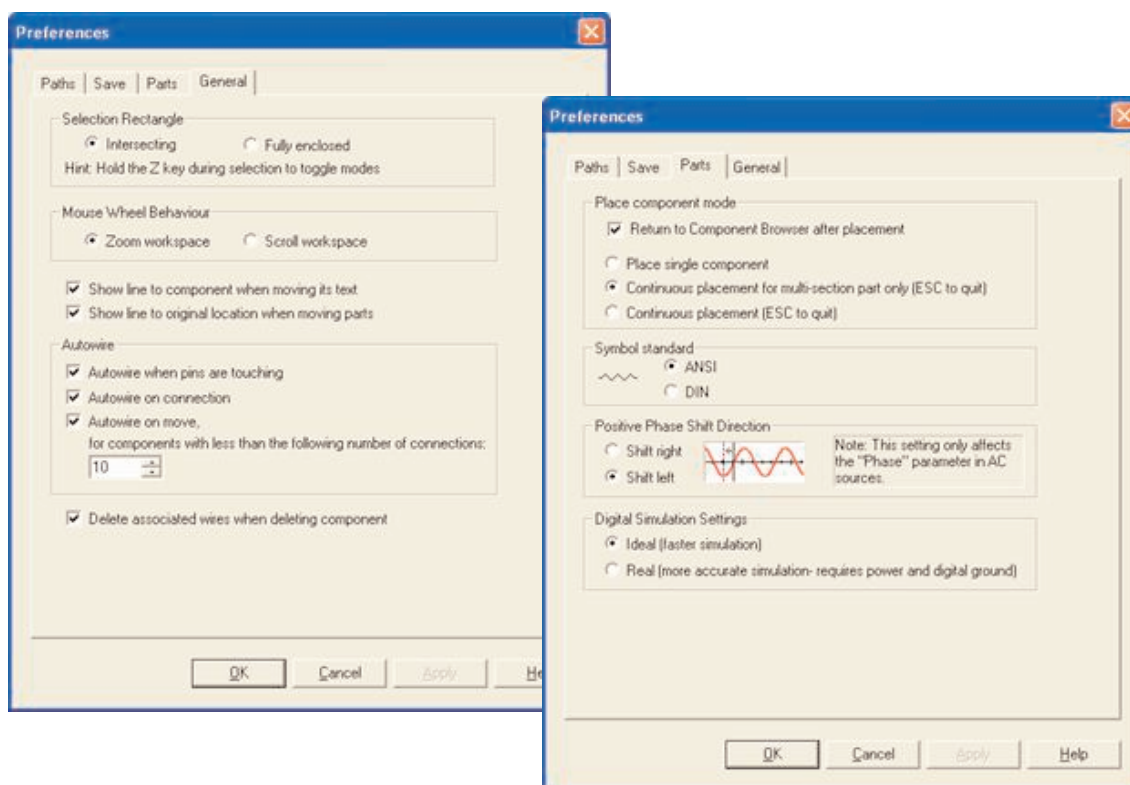 Preferences
Paths Save Parts General
Selection Rectangle
Intersecting Fully enclosed
Hint: Hold the Z key during selection to toggle modes
Mouse Wheel Behaviour
Zoom workspace Scroll workspace
Show line to component when moving its text
Show line to original location when moving parts
Autowire
Autowire when pins are touching
Autowire on connection
Autowire on move,
for components with less than the following number of connections:
10
Delete associated wires when deleting component
OK Cancel Apply He
Preferences
Paths Save Parts General
Place component mode
Return to Component Browser after placement
Place single component
Continuous placement for multi-section part only (ESC to quit)
Continuous placement (ESC to quit)
Symbol standard
ANSI
DIN
Positive Phase Shift Direction
Shift right
Shift left
Note: This setting only affects
the "Phase" parameter in AC
sources.
Digital Simulation Settings
Ideal (faster simulation)
Real (more accurate simulation- requires power and digital ground)
OK Cancel Apply Help